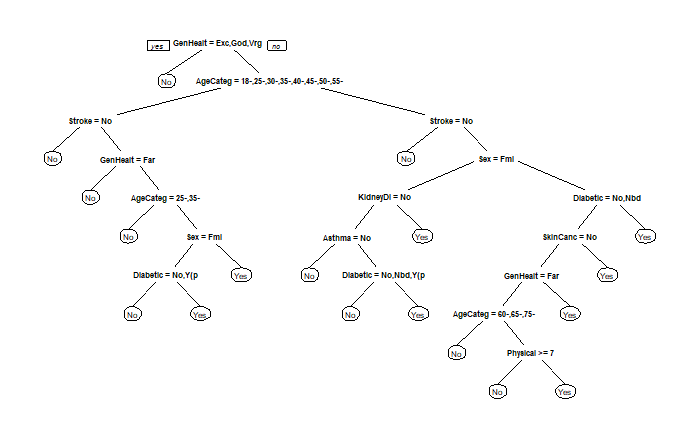 yes GenHealt = Exc,God,Vrg no
No AgeCateg = 18-,25-,30-,35-,40-,45-,50-,55-
Stroke = No Stroke = No
No GenHealt = Far No Sex = Fml
No AgeCateg = 25-,35- KidneyDi = No Diabetic = No,Nbd
No Sex = Fml Asthma = No Yes SkinCanc = No Yes
Diabetic = No,Y(p Yes No Diabetic = No,Nbd,Y(p GenHealt = Far Yes
No Yes No Yes AgeCateg = 60-,65-,75- Yes
No Physical >= 7
No Yes